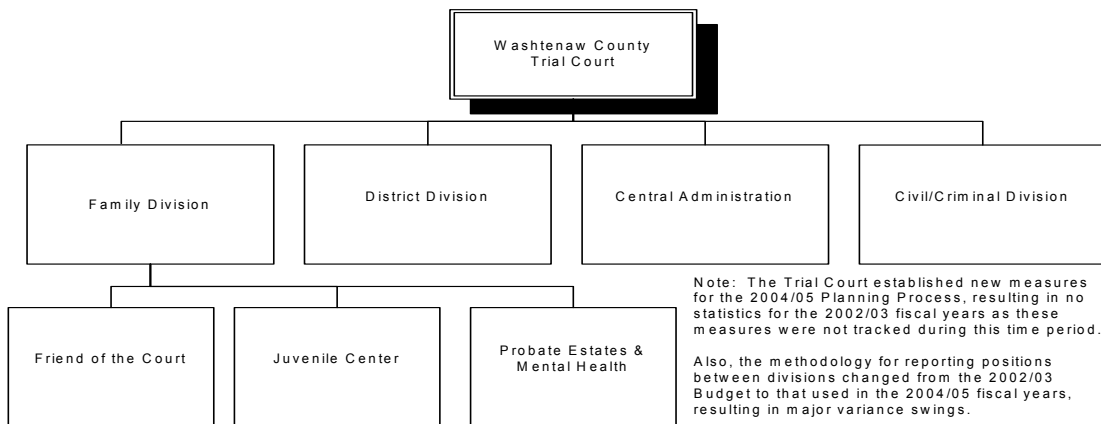 Washtenaw County
Trial Court
Family Division
District Division
Central Administration
Civil/Criminal Division
Friend of the Court
Juvenile Center
Probate Estates &
Mental Health
Note: The Trial Court established new measures
for the 2004/05 Planning Process, resulting in no
statistics for the 2002/03 fiscal years as these
measures were not tracked during this time period.
Also, the methodology for reporting positions
between divisions changed from the 2002/03
Budget to that used in the 2004/05 fiscal years,
resulting in major variance swings.